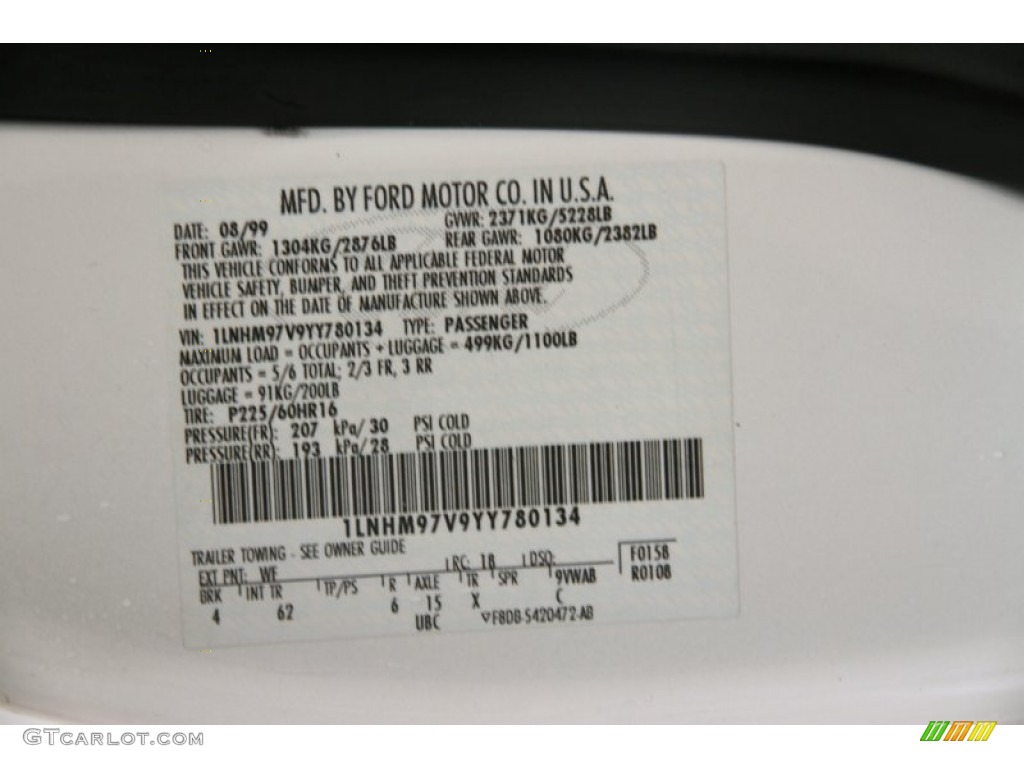 MFD. BY FORD MOTOR CO. IN U.S.A.
DATE: 08/99 GVWR: 2371KG/5228LB
FRONT GAWR: 1304KG/2876LB REAR GAWR: 1080KG/2382LB
THIS VEHICLE CONFORMS TO ALL APPLICABLE FEDERAL MOTOR
VEHICLE SAFETY, BUMPER, AND THEFT PREVENTION STANDARDS
IN EFFECT ON THE DATE OF MANUFACTURE SHOWN ABOVE.
VIN: 1LNHM97V9YY780134 TYPE: PASSENGER
MAXIMUM LOAD = OCCUPANTS + LUGGAGE = 499KG/1100LB
OCCUPANTS = 5/6 TOTAL; 2/3 FR, 3 RR
LUGGAGE = 91KG/200LB
TIRE: P225/60HR16
PRESSURE(FR): 207 kPa/30 PSI COLD
PRESSURE(RR): 193 kPa/28 PSI COLD
1LNHM97V9YY780134
TRAILER TOWING - SEE OWNER GUIDE
EXT PNT: WF RC: 18 DSO: F0158
BRK INT TR TP/PS R AXLE TR SPR 9VWAB R0108
4 62 6 15 X C
UBC ▽F8DB-5420472-AB
GTCARLOT.COM